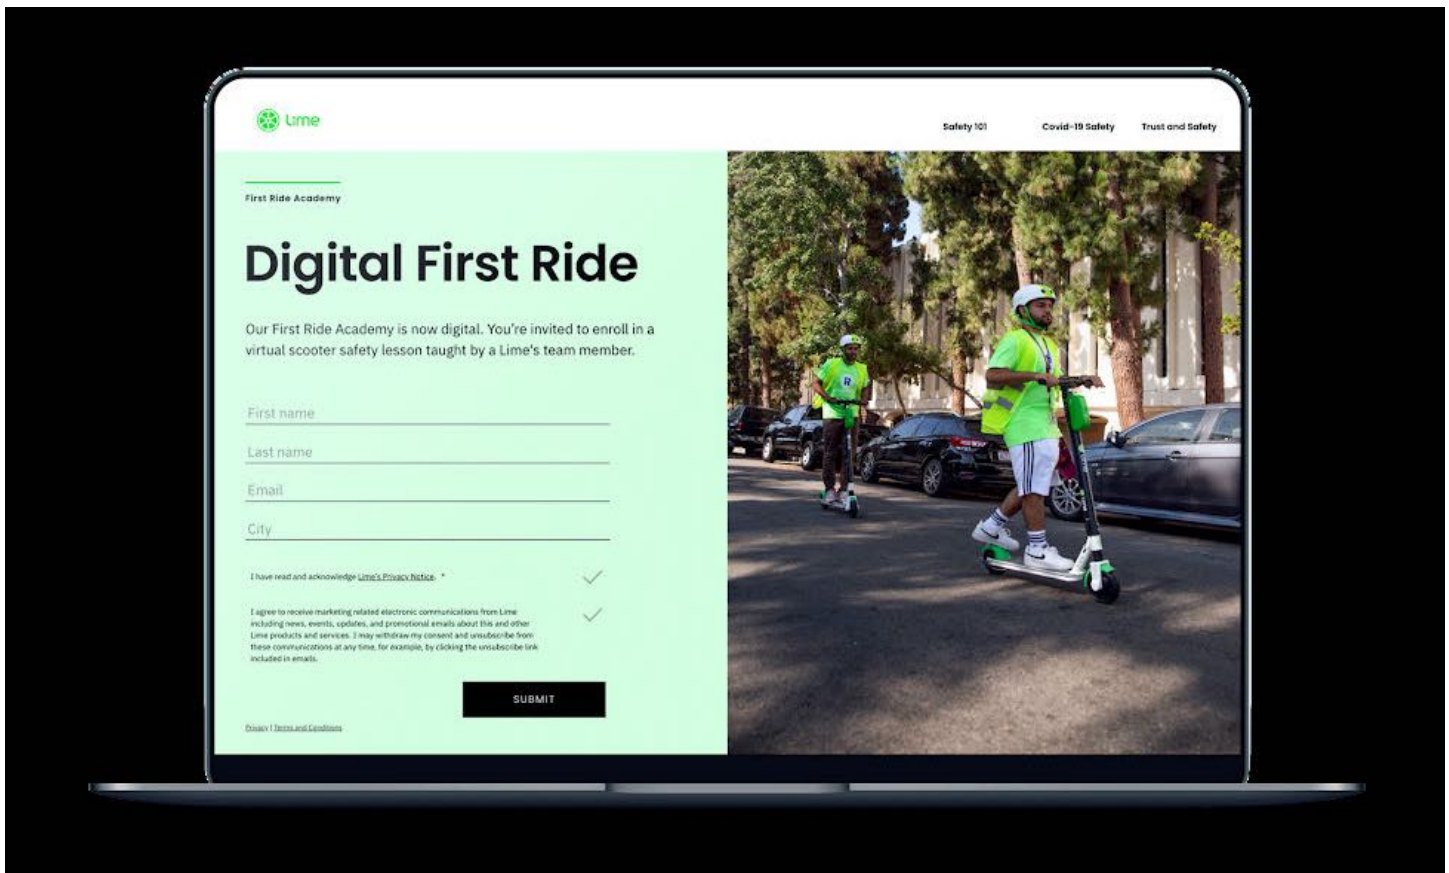 Lime
Safety 101
Covid-19 Safety
Trust and Safety
First Ride Academy
Digital First Ride
Our First Ride Academy is now digital. You're invited to enroll in a
virtual scooter safety lesson taught by a Lime's team member.
First name
Last name
Email
City
I have read and acknowledge Lime's Privacy Notice. *
I agree to receive marketing related electronic communications from Lime
including news, events, updates, and promotional emails about this and other
Lime products and services. I may withdraw my consent and unsubscribe from
these communications at any time, for example, by clicking the unsubscribe link
included in emails.
SUBMIT
Privacy | Terms and Conditions
R